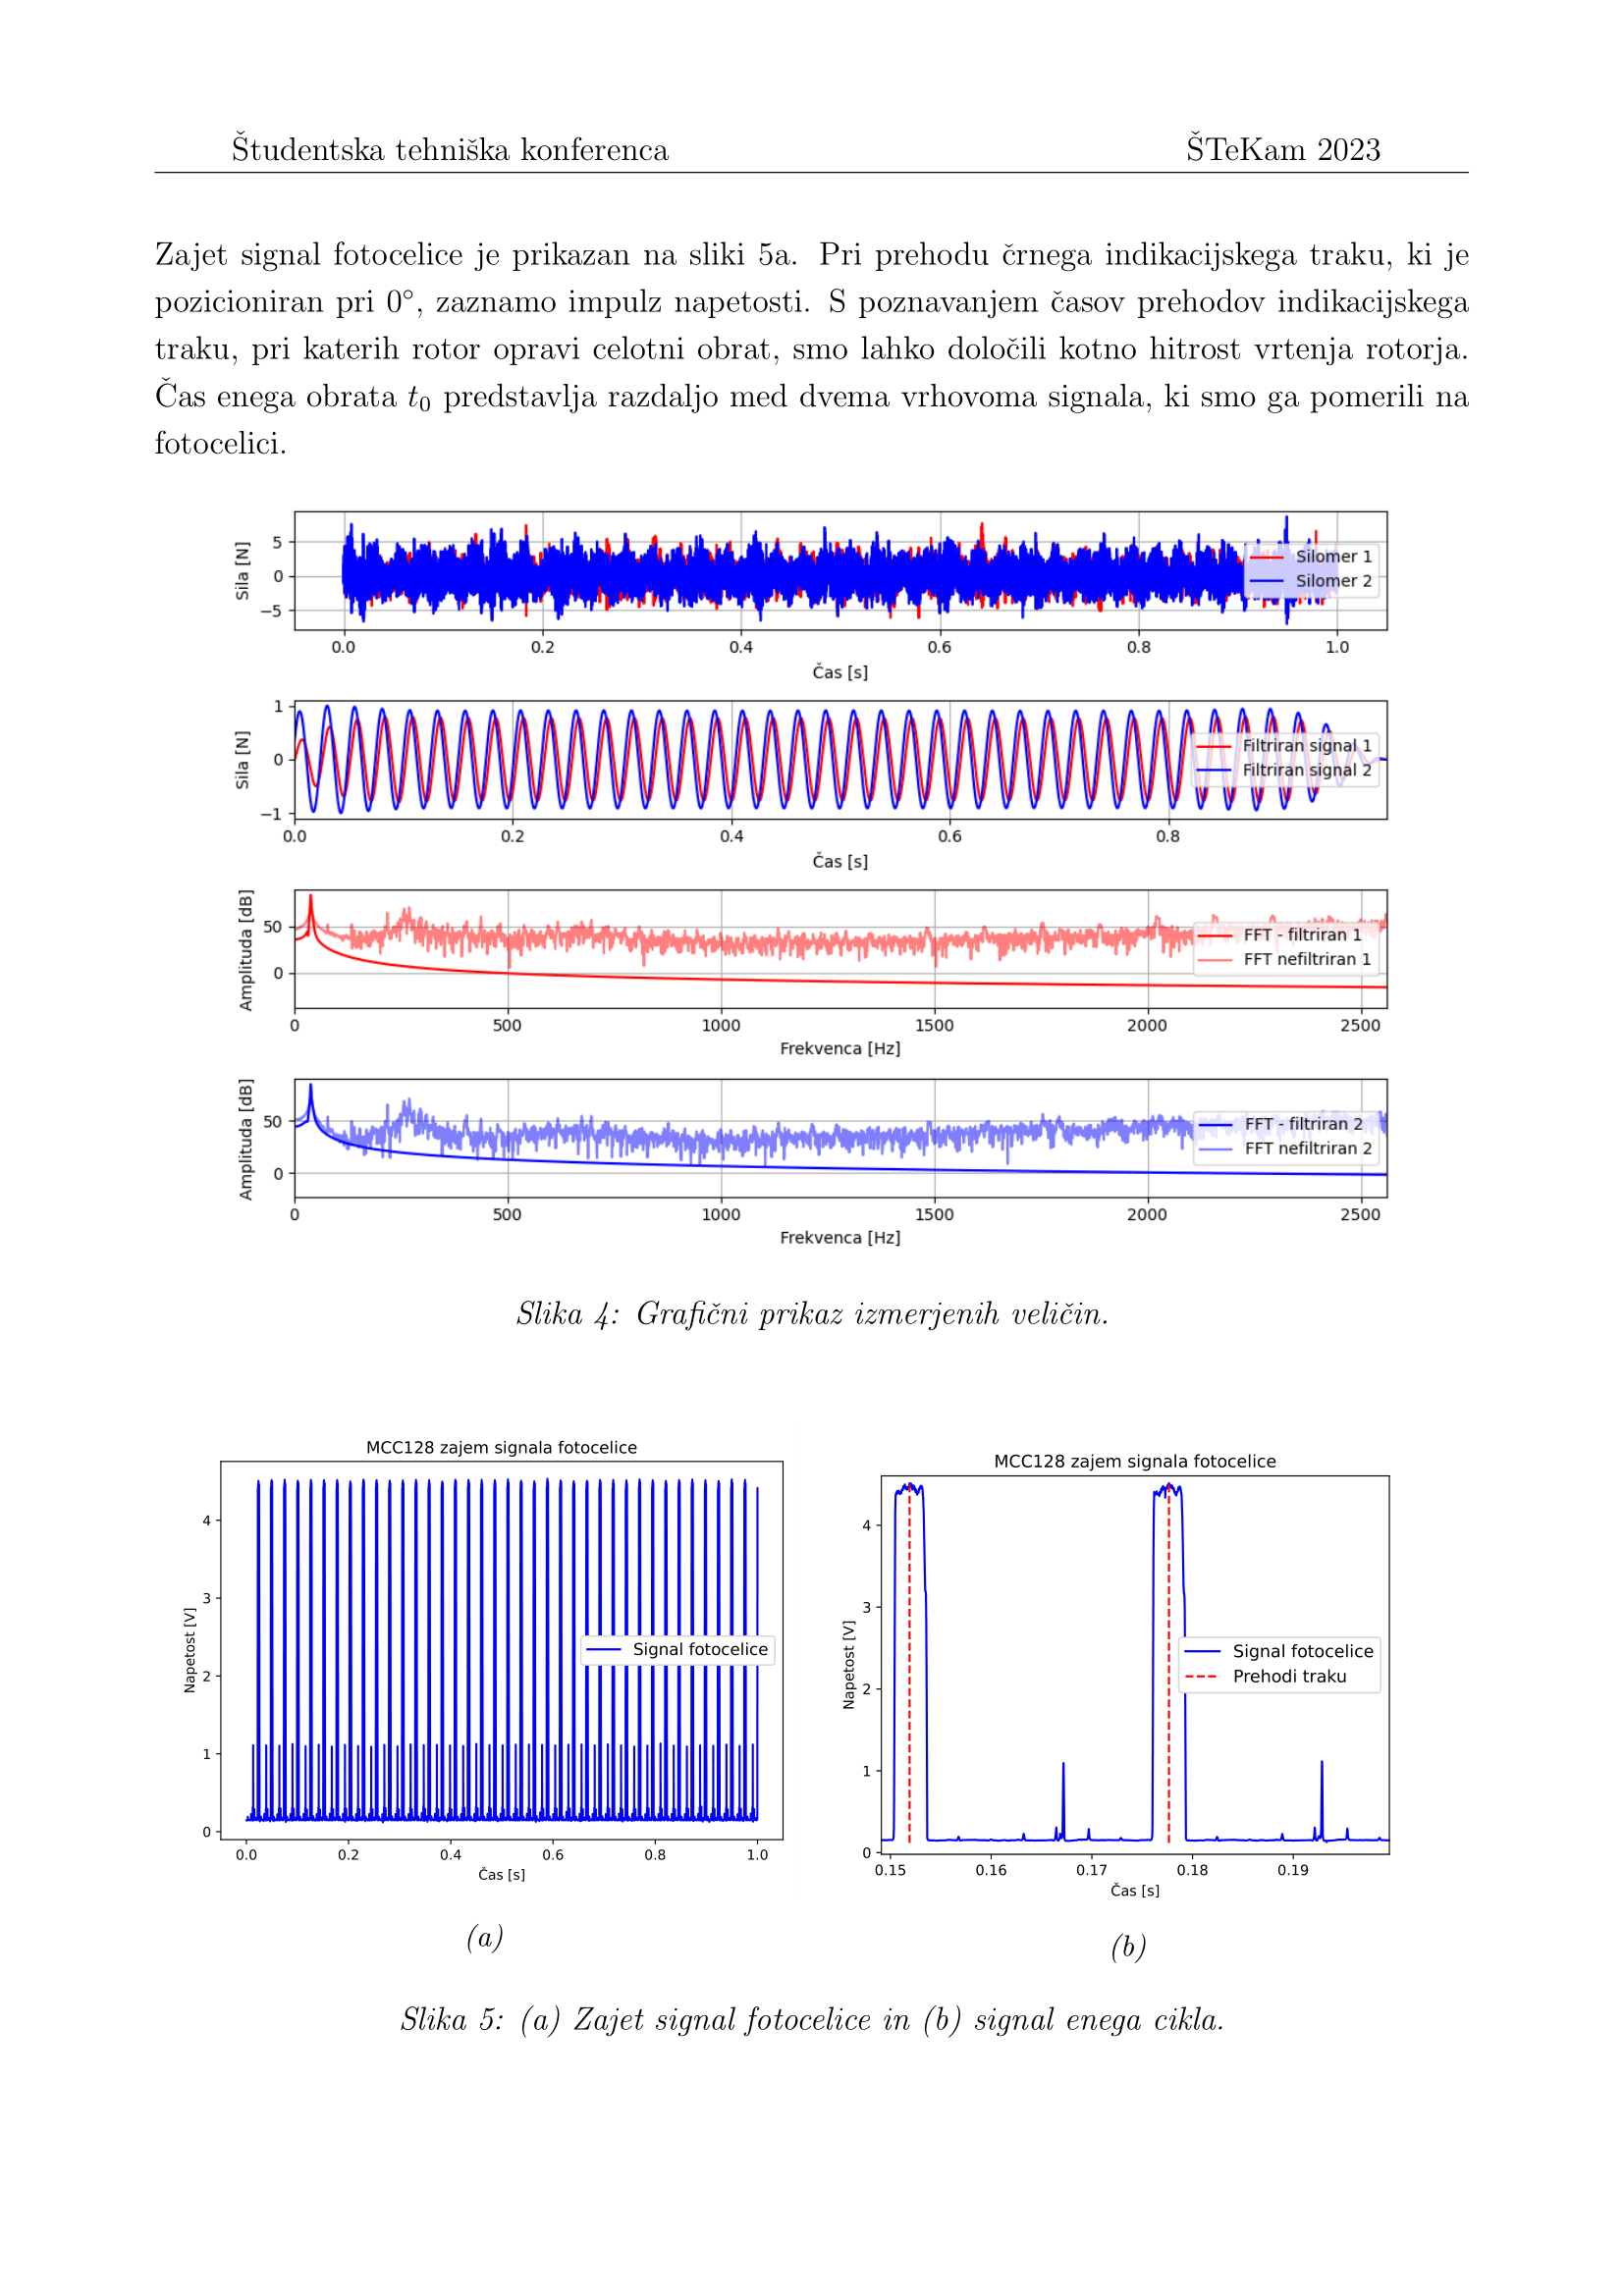 Študentska tehniška konferenca ŠTeKam 2023
Zajet signal fotocelice je prikazan na sliki 5a. Pri prehodu črnega indikacijskega traku, ki je
pozicioniran pri 0°, zaznamo impulz napetosti. S poznavanjem časov prehodov indikacijskega
traku, pri katerih rotor opravi celotni obrat, smo lahko določili kotno hitrost vrtenja rotorja.
Čas enega obrata t₀ predstavlja razdaljo med dvema vrhovoma signala, ki smo ga pomerili na
fotocelici.
Sila [N]
5
0
−5
Silomer 1
Silomer 2
0.0 0.2 0.4 0.6 0.8 1.0
Čas [s]
Sila [N]
1
0
−1
Filtriran signal 1
Filtriran signal 2
0.0 0.2 0.4 0.6 0.8
Čas [s]
Amplituda [dB]
50
0
FFT - filtriran 1
FFT nefiltriran 1
0 500 1000 1500 2000 2500
Frekvenca [Hz]
Amplituda [dB]
50
0
FFT - filtriran 2
FFT nefiltriran 2
0 500 1000 1500 2000 2500
Frekvenca [Hz]
Slika 4: Grafični prikaz izmerjenih veličin.
MCC128 zajem signala fotocelice
Napetost [V]
4
3
2
1
0
Signal fotocelice
0.0 0.2 0.4 0.6 0.8 1.0
Čas [s]
(a)
MCC128 zajem signala fotocelice
Napetost [V]
4
3
2
1
0
Signal fotocelice
Prehodi traku
0.15 0.16 0.17 0.18 0.19
Čas [s]
(b)
Slika 5: (a) Zajet signal fotocelice in (b) signal enega cikla.